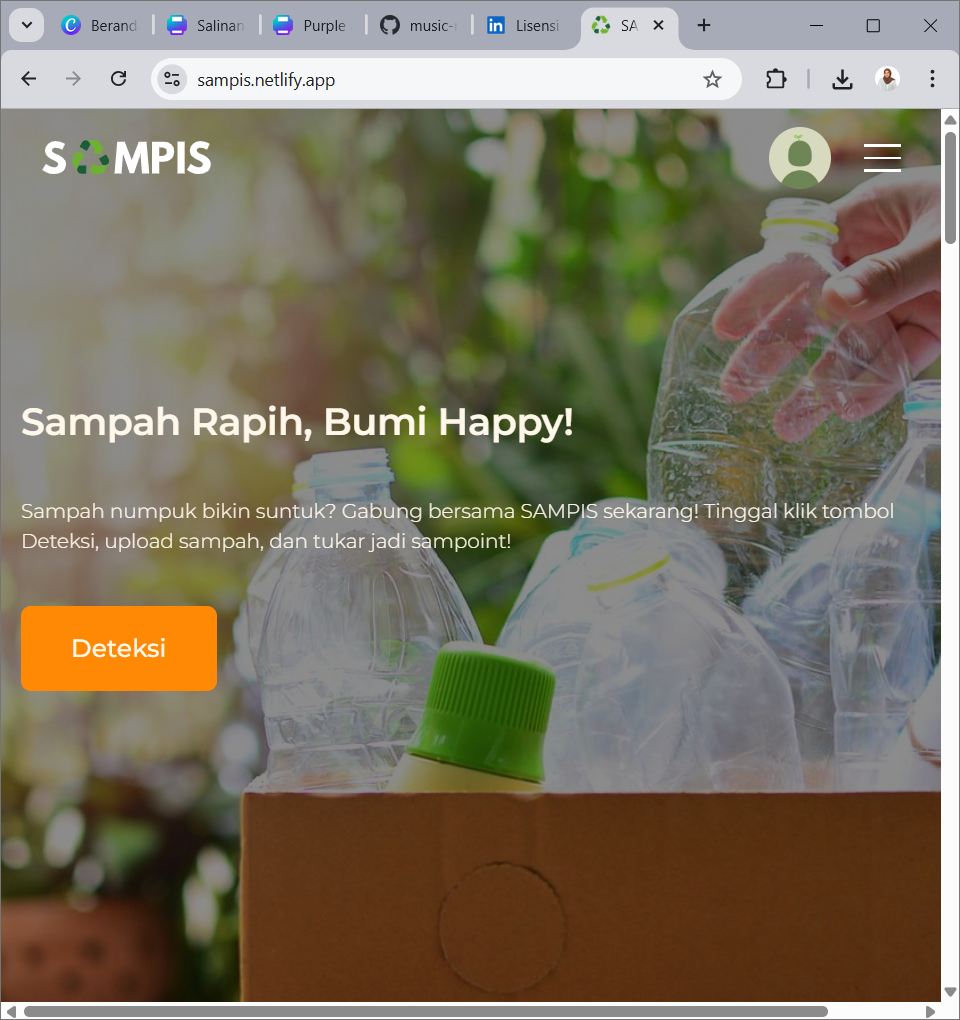 Berand
Salinan
Purple
music-
Lisensi
SA
sampis.netlify.app
SAMPIS
Sampah Rapih, Bumi Happy!
Sampah numpuk bikin suntuk? Gabung bersama SAMPIS sekarang! Tinggal klik tombol
Deteksi, upload sampah, dan tukar jadi sampoint!
Deteksi